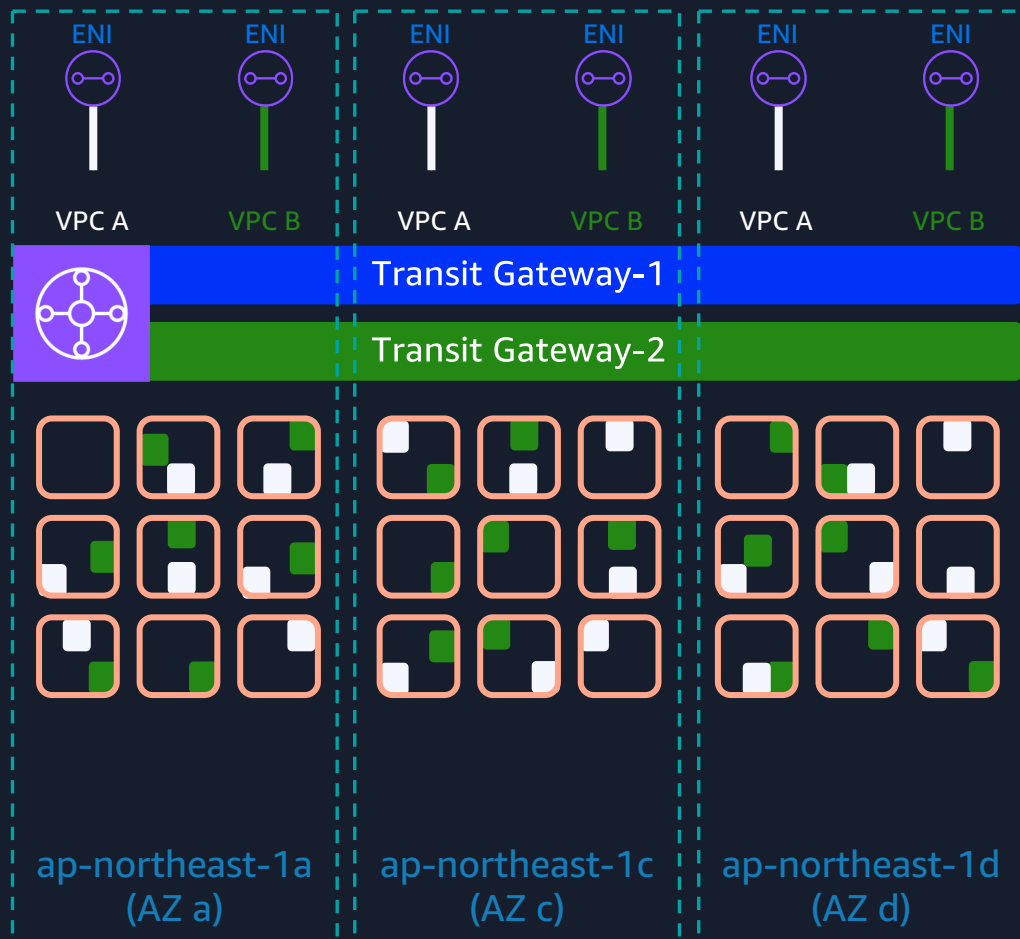 ENI
ENI
ENI
ENI
ENI
ENI
VPC A
VPC B
VPC A
VPC B
VPC A
VPC B
Transit Gateway-1
Transit Gateway-2
ap-northeast-1a
(AZ a)
ap-northeast-1c
(AZ c)
ap-northeast-1d
(AZ d)